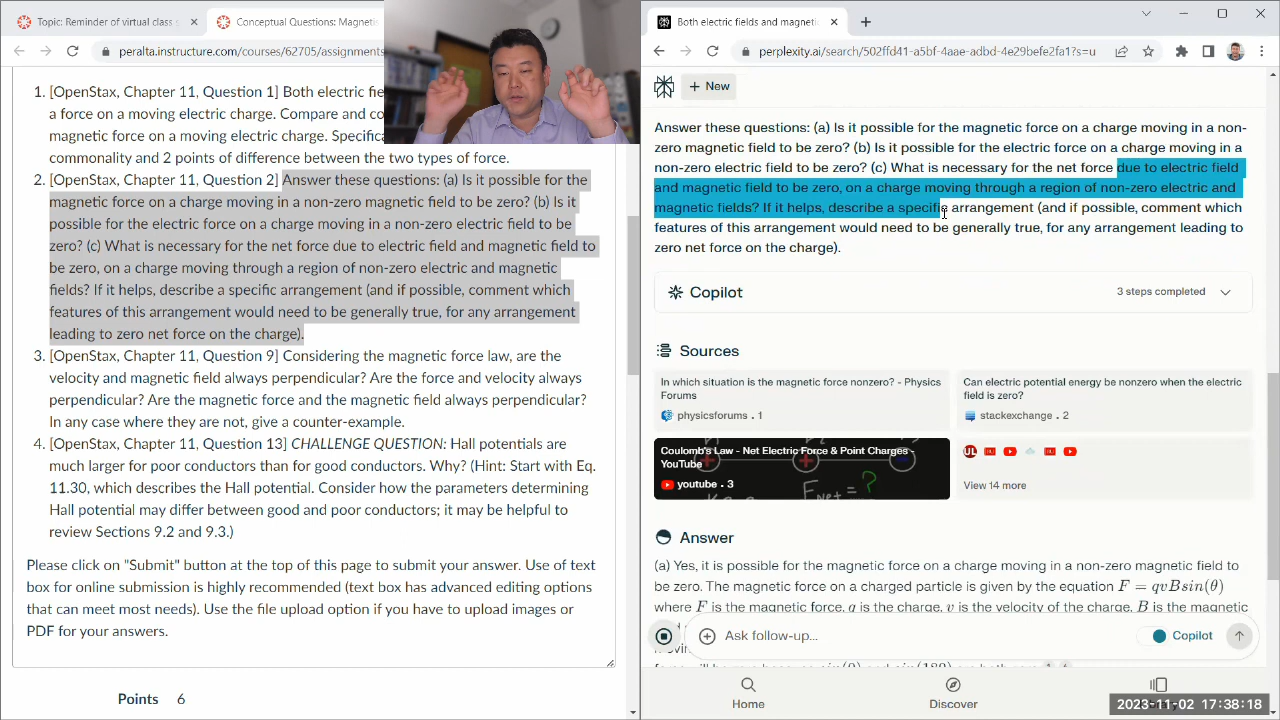 Topic: Reminder of virtual class s
Conceptual Questions: Magnetis
peralta.instructure.com/courses/62705/assignments
1. [OpenStax, Chapter 11, Question 1] Both electric fie
a force on a moving electric charge. Compare and co
magnetic force on a moving electric charge. Specific
commonality and 2 points of difference between the two types of force.
2. [OpenStax, Chapter 11, Question 2] Answer these questions: (a) Is it possible for the
magnetic force on a charge moving in a non-zero magnetic field to be zero? (b) Is it
possible for the electric force on a charge moving in a non-zero electric field to be
zero? (c) What is necessary for the net force due to electric field and magnetic field to
be zero, on a charge moving through a region of non-zero electric and magnetic
fields? If it helps, describe a specific arrangement (and if possible, comment which
features of this arrangement would need to be generally true, for any arrangement
leading to zero net force on the charge).
3. [OpenStax, Chapter 11, Question 9] Considering the magnetic force law, are the
velocity and magnetic field always perpendicular? Are the force and velocity always
perpendicular? Are the magnetic force and the magnetic field always perpendicular?
In any case where they are not, give a counter-example.
4. [OpenStax, Chapter 11, Question 13] CHALLENGE QUESTION: Hall potentials are
much larger for poor conductors than for good conductors. Why? (Hint: Start with Eq.
11.30, which describes the Hall potential. Consider how the parameters determining
Hall potential may differ between good and poor conductors; it may be helpful to
review Sections 9.2 and 9.3.)
Please click on "Submit" button at the top of this page to submit your answer. Use of text
box for online submission is highly recommended (text box has advanced editing options
that can meet most needs). Use the file upload option if you have to upload images or
PDF for your answers.
Points 6
Both electric fields and magneti
perplexity.ai/search/502ffd41-a5bf-4aae-adbd-4e29befe2fa1?s=u
New
Answer these questions: (a) Is it possible for the magnetic force on a charge moving in a non-
zero magnetic field to be zero? (b) Is it possible for the electric force on a charge moving in a
non-zero electric field to be zero? (c) What is necessary for the net force due to electric field
and magnetic field to be zero, on a charge moving through a region of non-zero electric and
magnetic fields? If it helps, describe a specific arrangement (and if possible, comment which
features of this arrangement would need to be generally true, for any arrangement leading to
zero net force on the charge).
Copilot
3 steps completed
Sources
In which situation is the magnetic force nonzero? - Physics
Forums
physicsforums . 1
Can electric potential energy be nonzero when the electric
field is zero?
stackexchange . 2
Coulomb's Law - Net Electric Force & Point Charges -
YouTube
youtube . 3
View 14 more
Answer
(a) Yes, it is possible for the magnetic force on a charge moving in a non-zero magnetic field to
be zero. The magnetic force on a charged particle is given by the equation F = qvBsin(θ)
where F is the magnetic force, q is the charge, v is the velocity of the charge, B is the magnetic
Ask follow-up...
Copilot
Home
Discover
2023-11-02 17:38:18